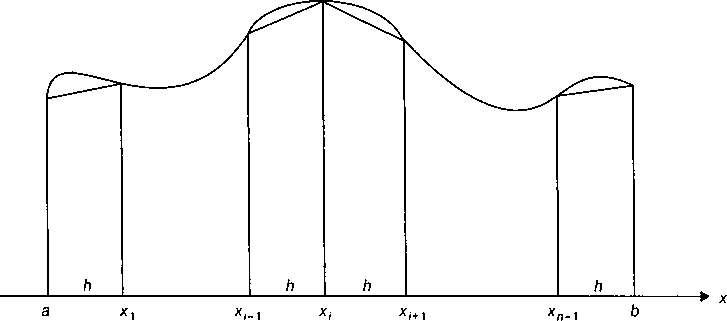 h h h h
x
a x₁ xᵢ₋₁ xᵢ xᵢ₊₁ xₙ₋₁ b